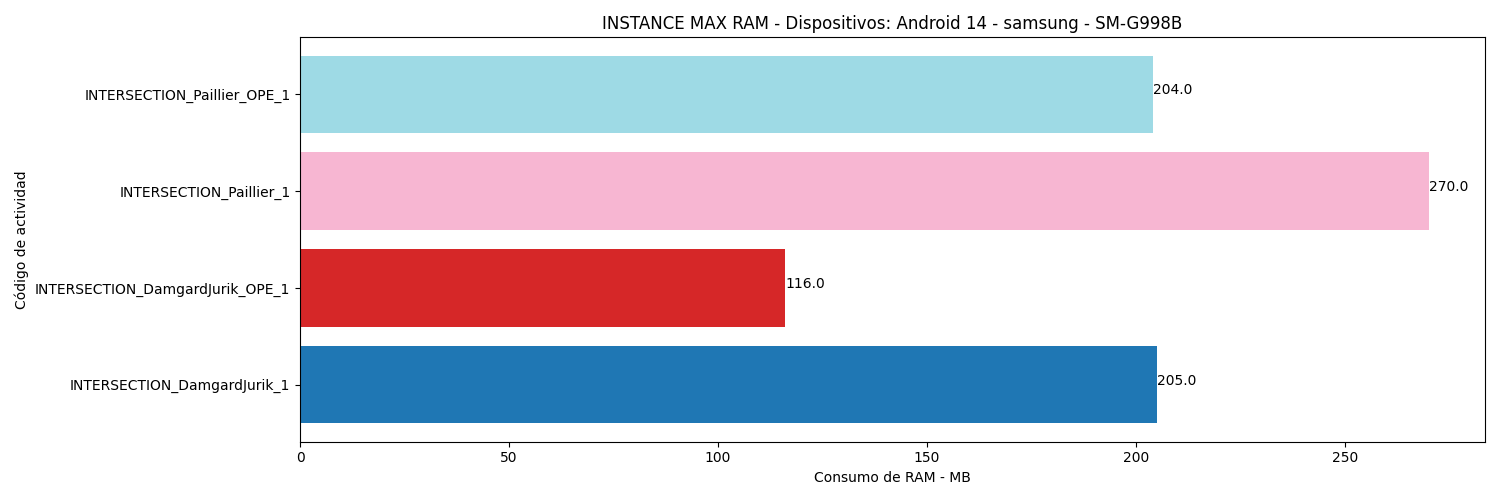 INSTANCE MAX RAM - Dispositivos: Android 14 - samsung - SM-G998B
Código de actividad
INTERSECTION_Paillier_OPE_1
204.0
INTERSECTION_Paillier_1
270.0
INTERSECTION_DamgardJurik_OPE_1
116.0
INTERSECTION_DamgardJurik_1
205.0
0 50 100 150 200 250
Consumo de RAM - MB